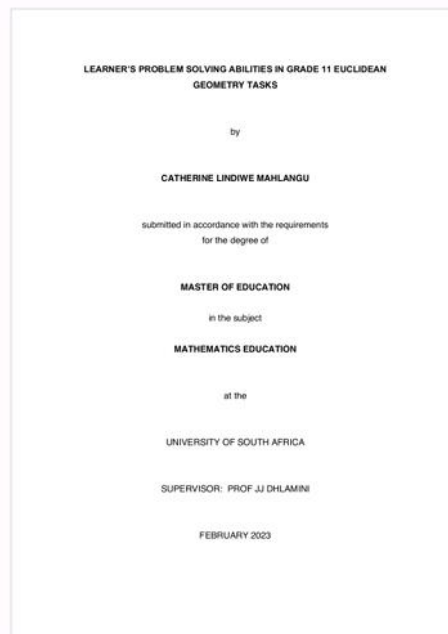 LEARNER'S PROBLEM SOLVING ABILITIES IN GRADE 11 EUCLIDEAN
GEOMETRY TASKS
by
CATHERINE LINDIWE MAHLANGU
submitted in accordance with the requirements
for the degree of
MASTER OF EDUCATION
in the subject
MATHEMATICS EDUCATION
at the
UNIVERSITY OF SOUTH AFRICA
SUPERVISOR: PROF JJ DHLAMINI
FEBRUARY 2023